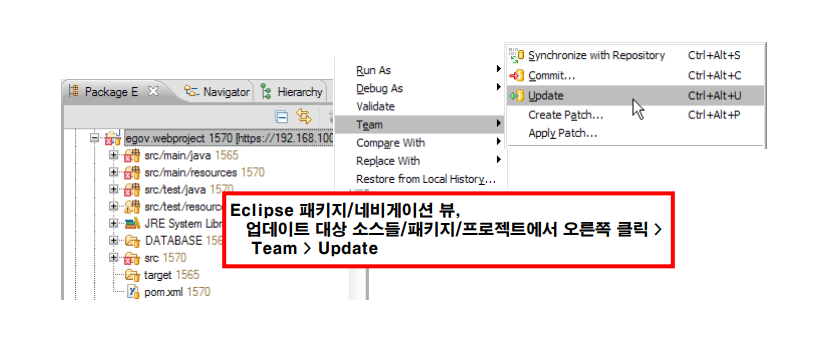 Package E
Navigator
Hierarchy
egov.webproject 1570 [https://192.168.100
src/main/java 1565
src/main/resources 1570
src/test/java 1570
src/test/resourc
JRE System Libr
DATABASE 156
src 1570
target 1565
pom.xml 1570
Run As
Debug As
Validate
Team
Compare With
Replace With
Restore from Local History...
Synchronize with Repository Ctrl+Alt+S
Commit... Ctrl+Alt+C
Update Ctrl+Alt+U
Create Patch... Ctrl+Alt+P
Apply Patch...
Eclipse 패키지/네비게이션 뷰,
업데이트 대상 소스들/패키지/프로젝트에서 오른쪽 클릭 >
Team > Update